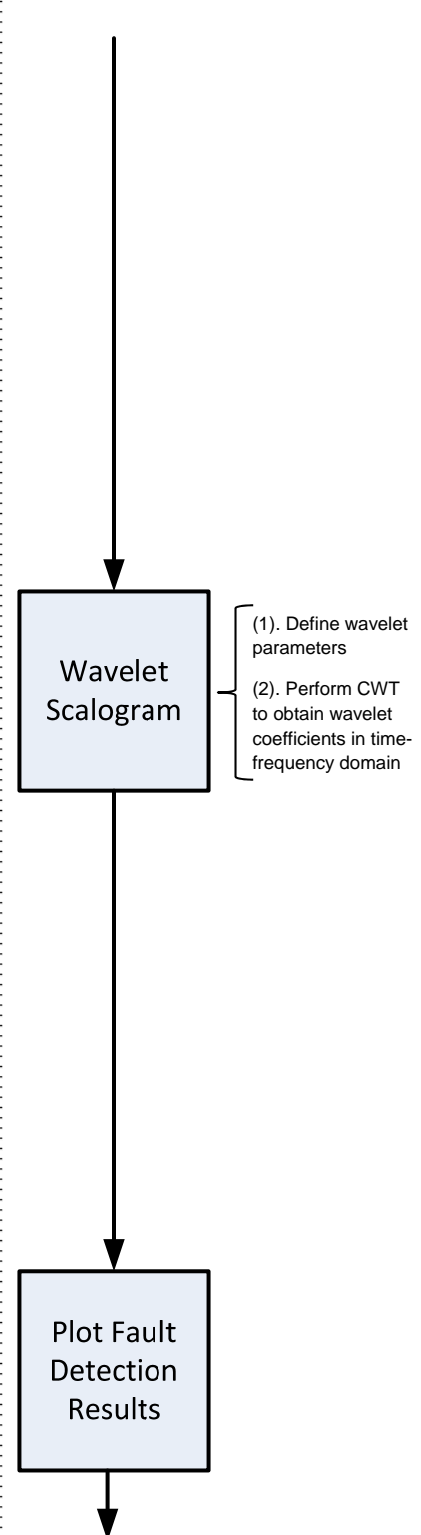 Wavelet
Scalogram
(1). Define wavelet
parameters
(2). Perform CWT
to obtain wavelet
coefficients in time-
frequency domain
Plot Fault
Detection
Results